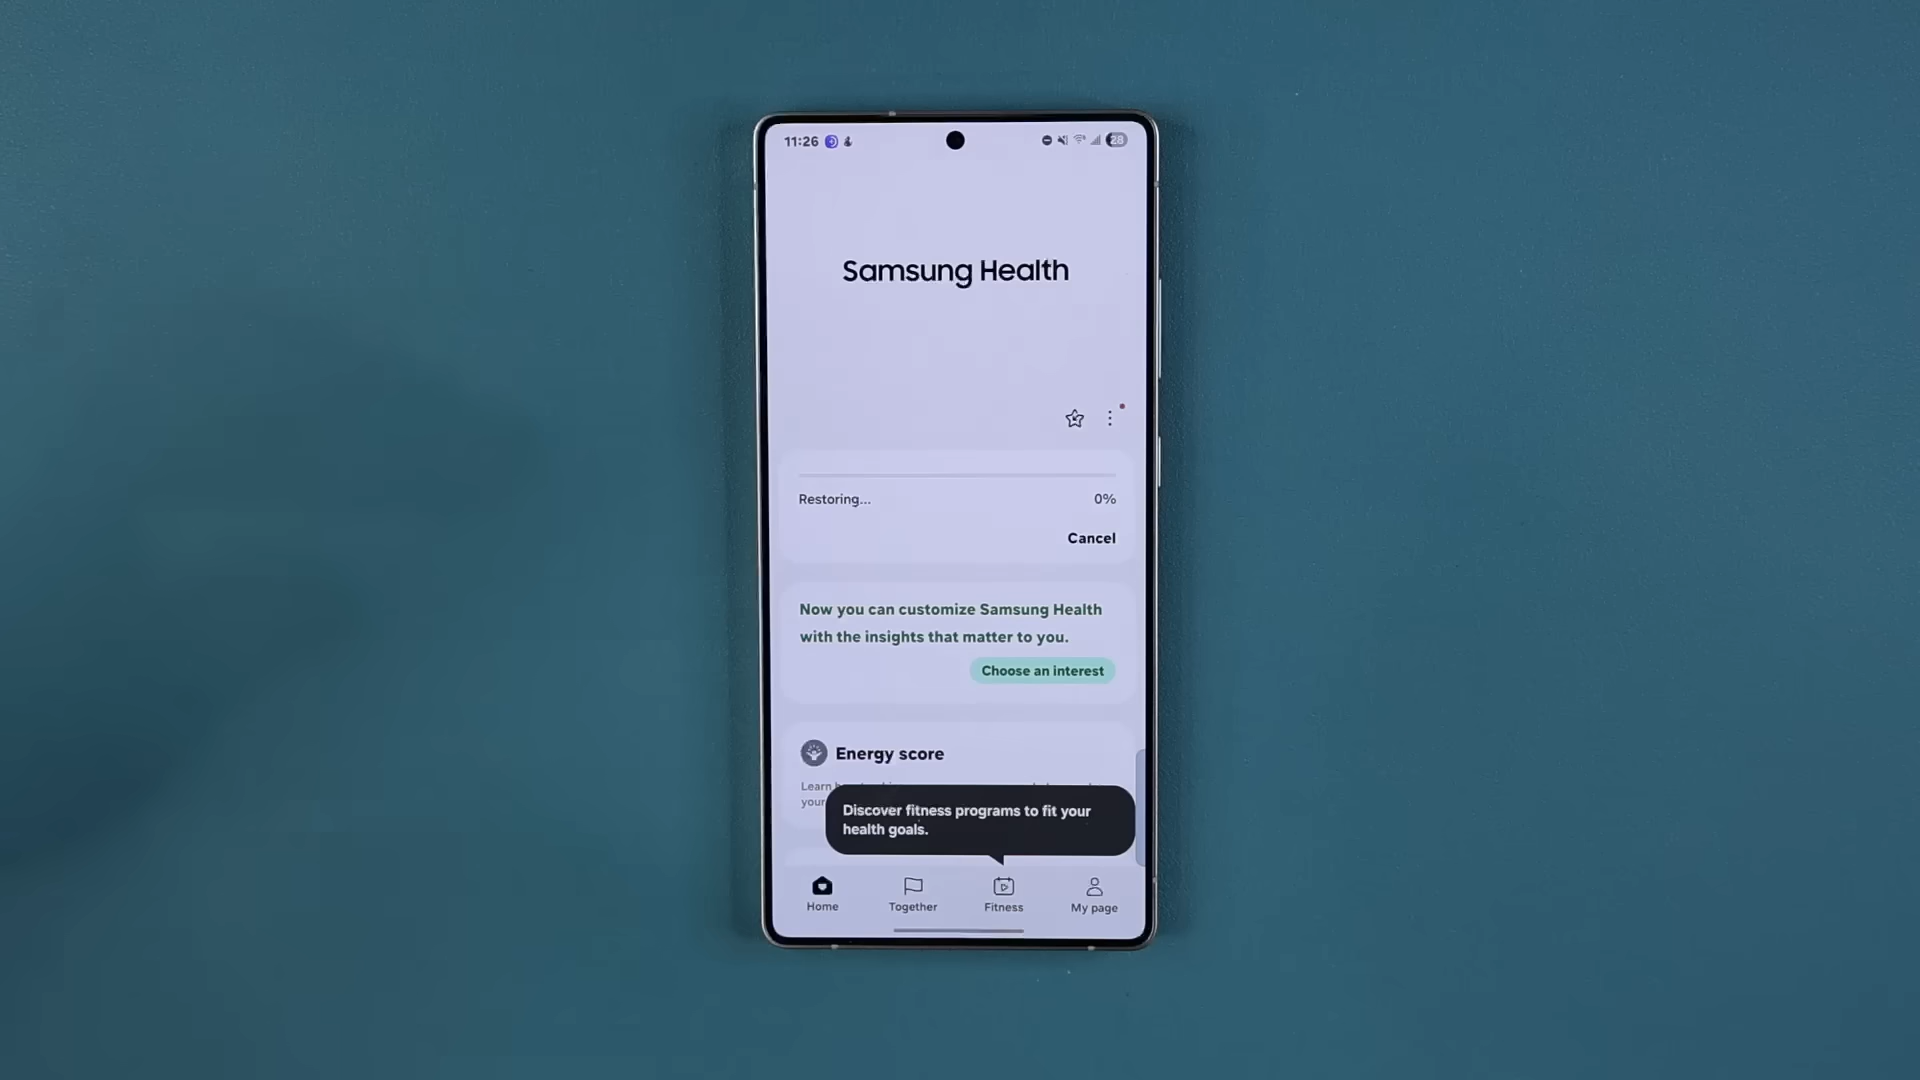 11:26
28
Samsung Health
Restoring...
0%
Cancel
Now you can customize Samsung Health
with the insights that matter to you.
Choose an interest
Energy score
Learn
your
Discover fitness programs to fit your
health goals.
Home
Together
Fitness
My page